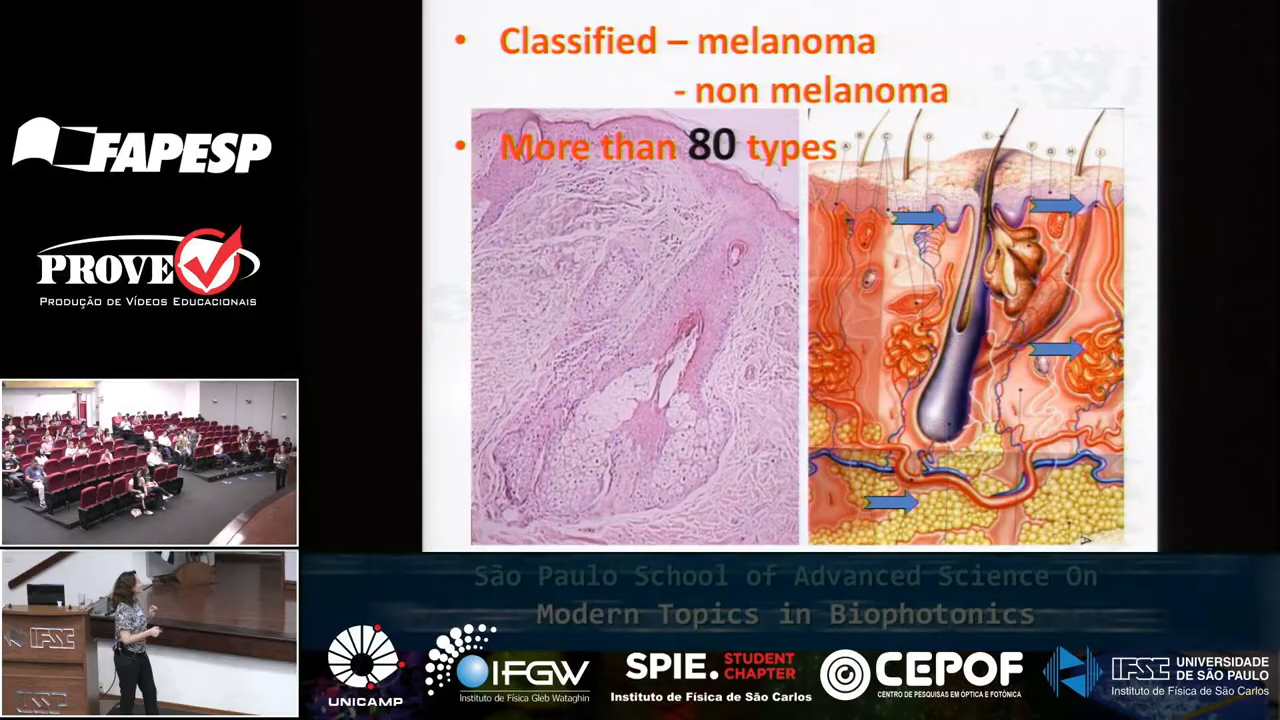 • Classified – melanoma
- non melanoma
• More than 80 types
FAPESP
PROVE
PRODUÇÃO DE VÍDEOS EDUCACIONAIS
IFSC
São Paulo School of Advanced Science On
Modern Topics in Biophotonics
UNICAMP
IFGW
Instituto de Física Gleb Wataghin
SPIE. STUDENT
CHAPTER
Instituto de Física de São Carlos
CEPOF
CENTRO DE PESQUISAS EM ÓPTICA E FOTÔNICA
IFSC UNIVERSIDADE
DE SÃO PAULO
Instituto de Física de São Carlos